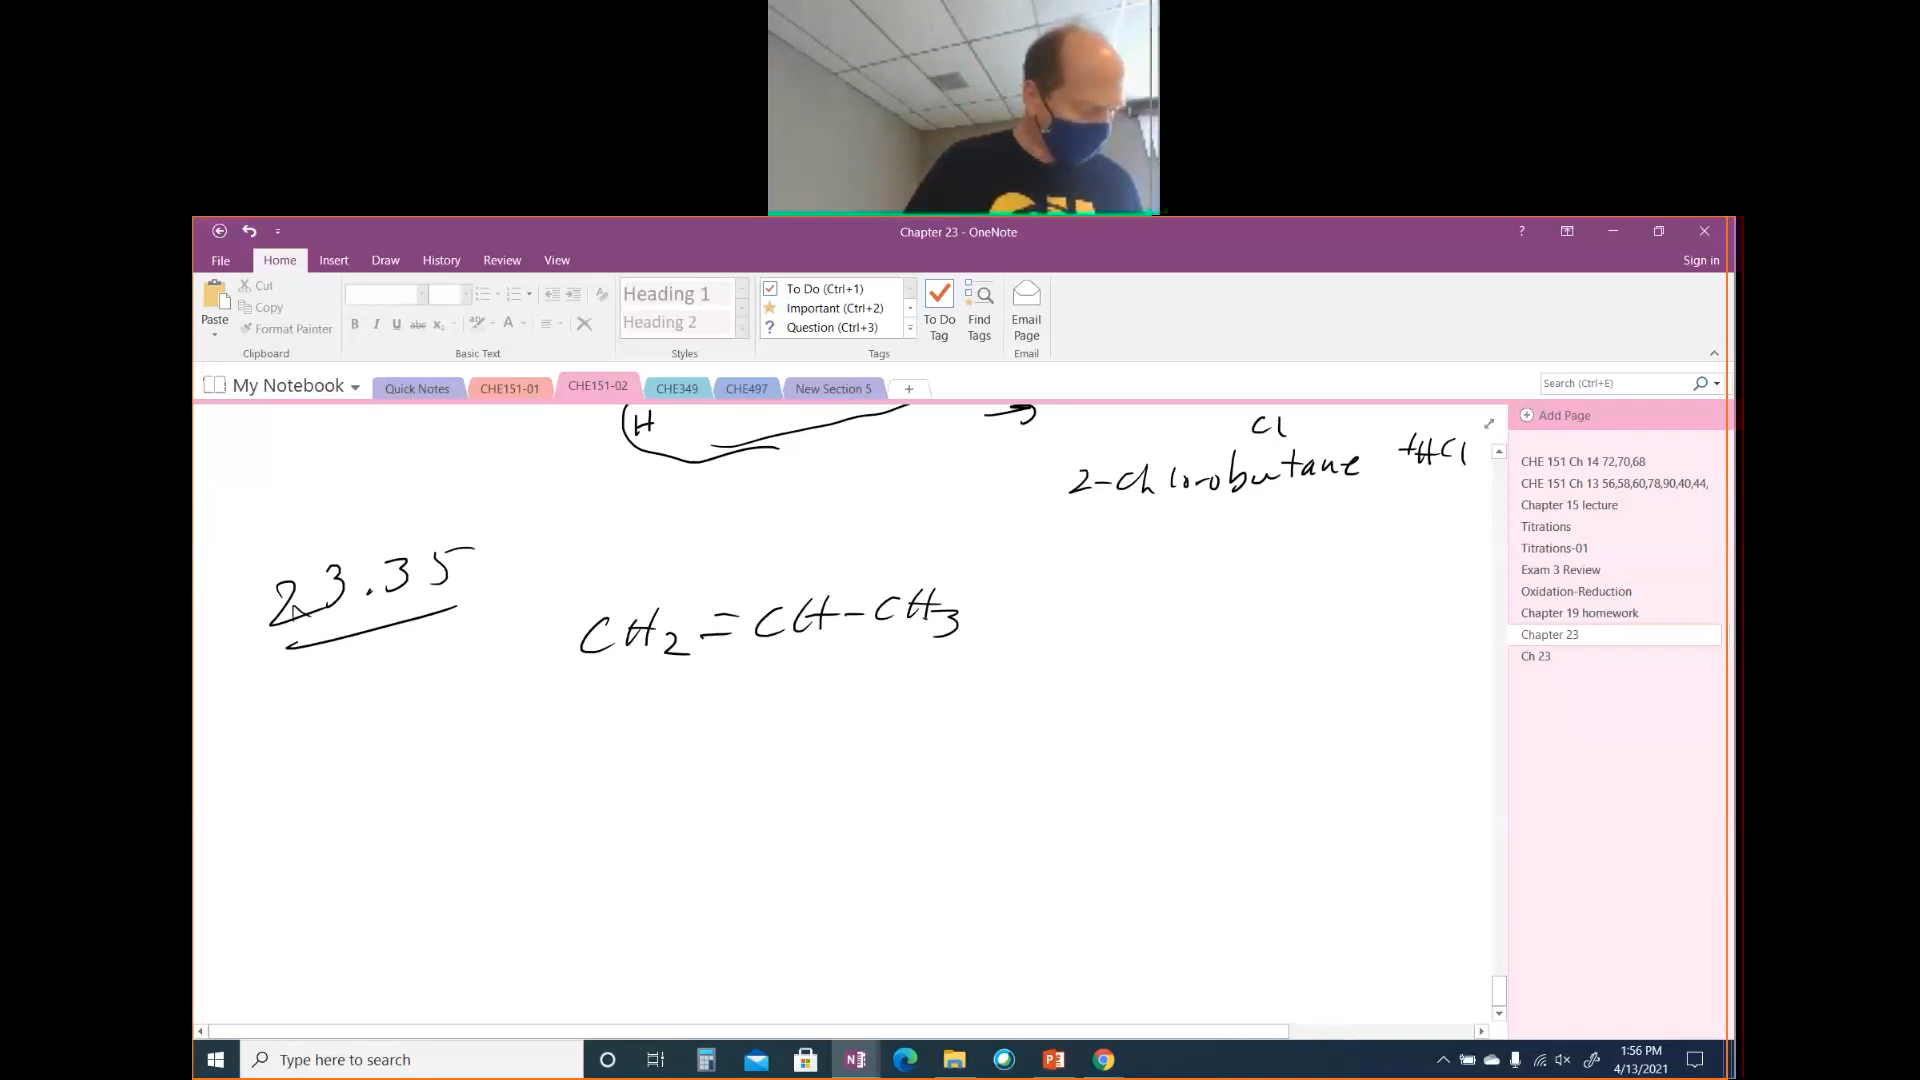 Chapter 23 - OneNote
?
File Home Insert Draw History Review View Sign in
Paste
Cut
Copy
Format Painter
Clipboard
B I U abc x₂ A
Basic Text
Heading 1
Heading 2
Styles
To Do (Ctrl+1)
Important (Ctrl+2)
? Question (Ctrl+3)
Tags
To Do Tag
Find Tags
Email Page
Email
My Notebook Quick Notes CHE151-01 CHE151-02 CHE349 CHE497 New Section 5 +
Search (Ctrl+E)
Add Page
CHE 151 Ch 14 72,70,68
CHE 151 Ch 13 56,58,60,78,90,40,44,
Chapter 15 lecture
Titrations
Titrations-01
Exam 3 Review
Oxidation-Reduction
Chapter 19 homework
Chapter 23
Ch 23
H
Cl
2-chlorobutane +HCl
23.35
CH2=CH-CH3
Type here to search
1:56 PM
4/13/2021